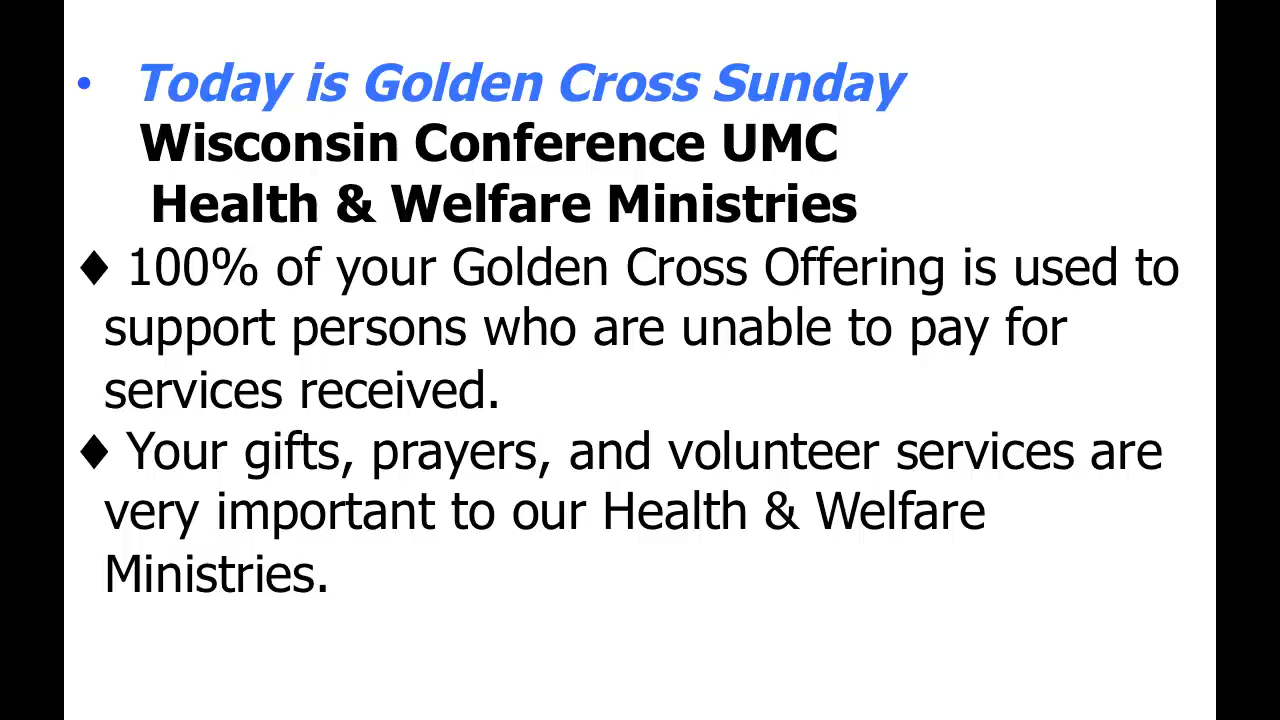 • Today is Golden Cross Sunday
Wisconsin Conference UMC
Health & Welfare Ministries
♦ 100% of your Golden Cross Offering is used to
support persons who are unable to pay for
services received.
♦ Your gifts, prayers, and volunteer services are
very important to our Health & Welfare
Ministries.